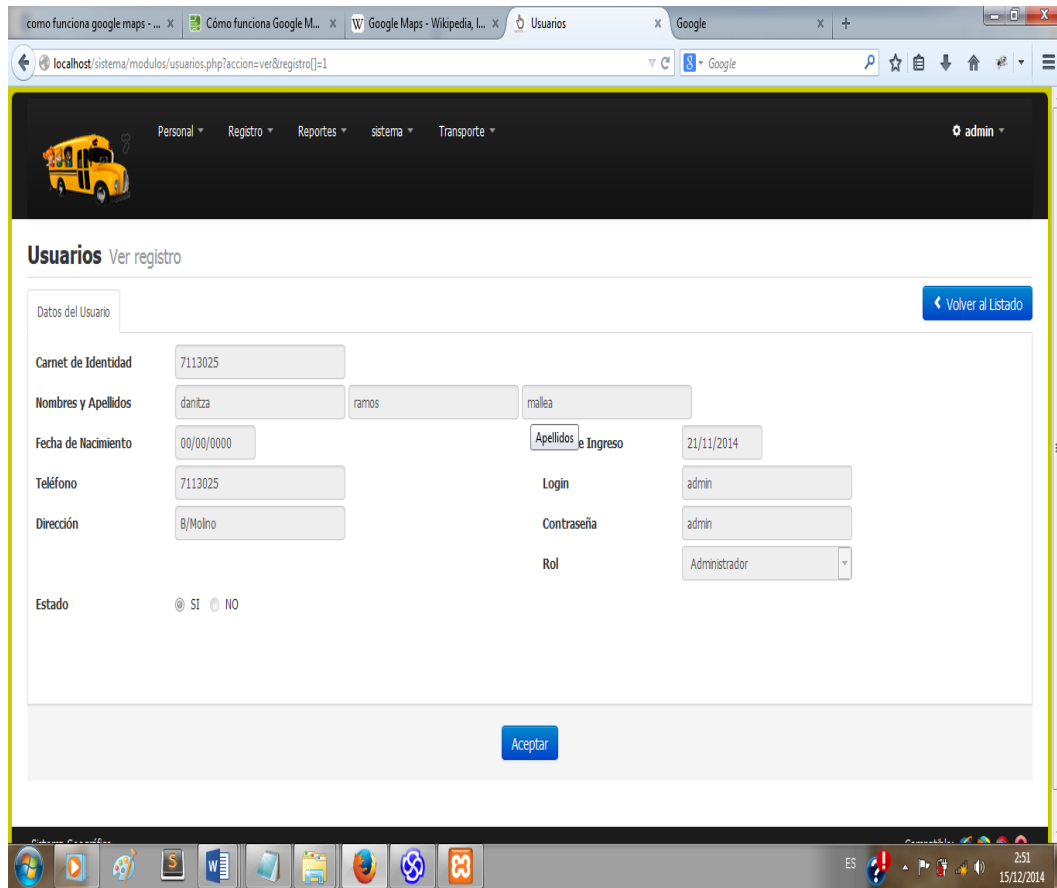 como funciona google maps - ...
Cómo funciona Google M...
W Google Maps - Wikipedia, l...
Usuarios
Google
localhost/sistema/modulos/usuarios.php?accion=ver&registro[]=1
8 Google
Personal
Registro
Reportes
sistema
Transporte
admin
Usuarios Ver registro
Datos del Usuario
Volver al Listado
Carnet de Identidad 7113025
Nombres y Apellidos danitza ramos mallea
Fecha de Nacimiento 00/00/0000
Apellidos
e Ingreso 21/11/2014
Teléfono 7113025
Login admin
Dirección B/Molino
Contraseña admin
Rol Administrador
Estado SI NO
Aceptar
Sistema Geográfico
Compatible:
ES
2:51
15/12/2014